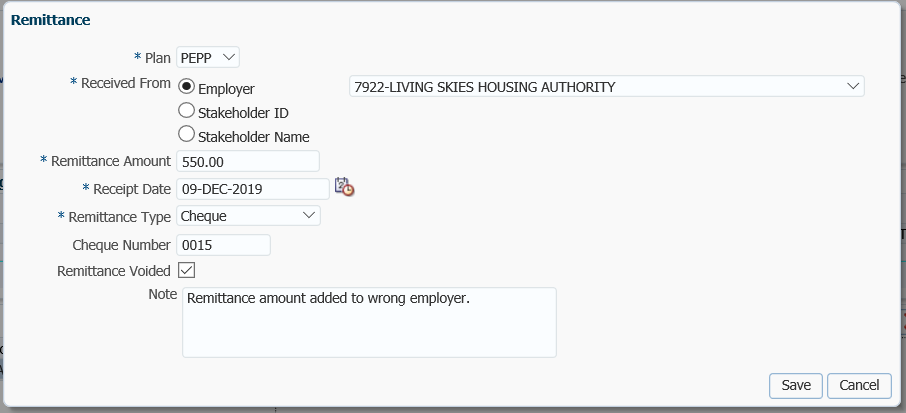 Remittance
* Plan PEPP
* Received From Employer 7922-LIVING SKIES HOUSING AUTHORITY
Stakeholder ID
Stakeholder Name
* Remittance Amount 550.00
* Receipt Date 09-DEC-2019
* Remittance Type Cheque
Cheque Number 0015
Remittance Voided
Note Remittance amount added to wrong employer.
Save Cancel